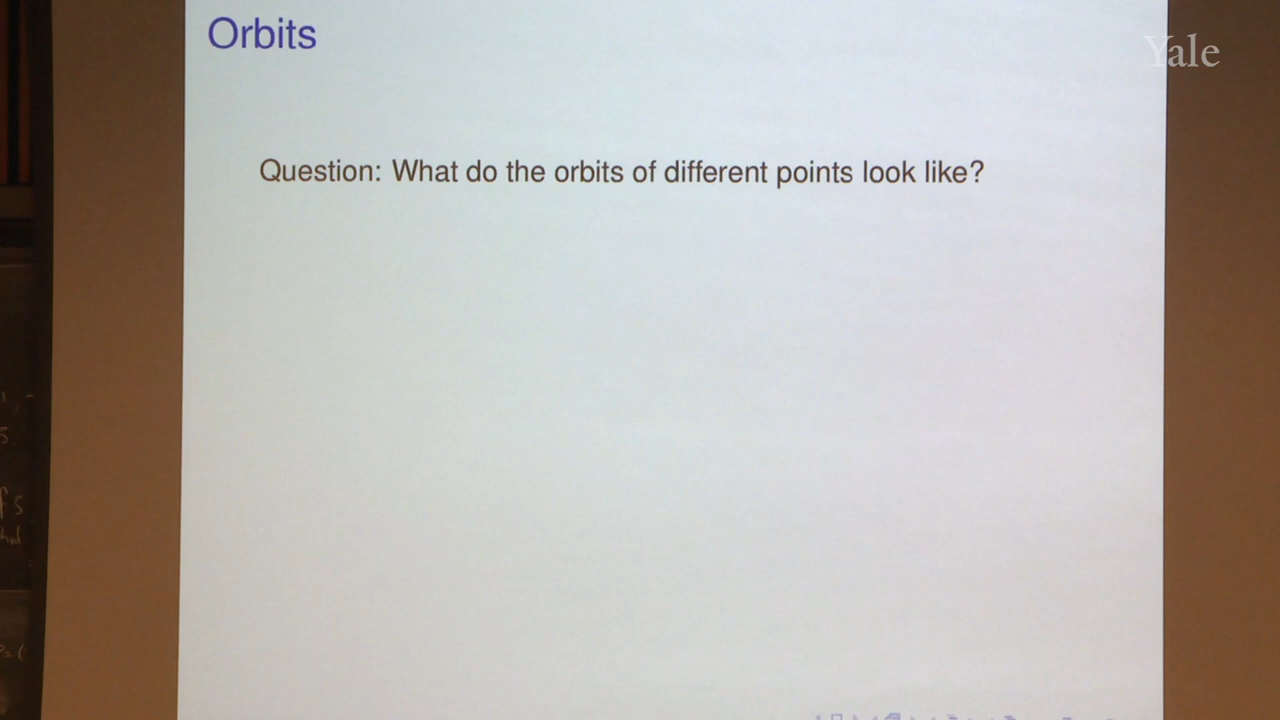 Orbits
Yale
Question: What do the orbits of different points look like?